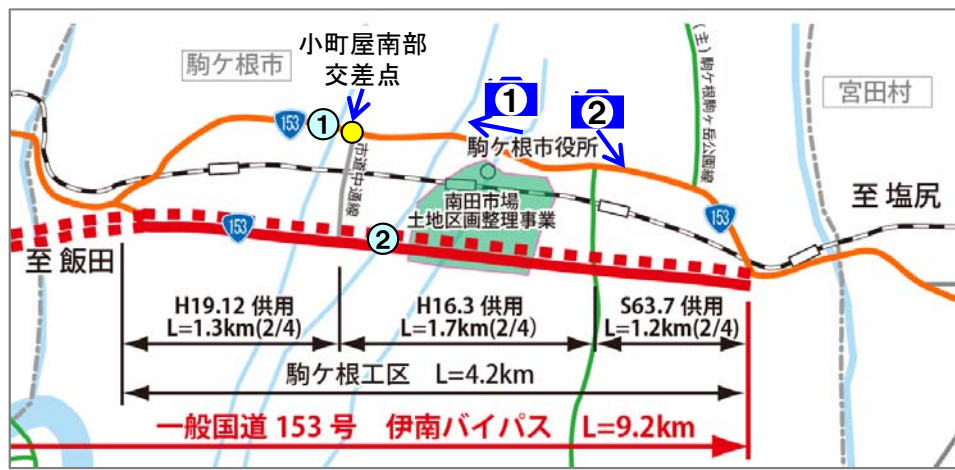 小町屋南部
交差点
駒ケ根市
①
②
(主)駒ケ根駒ヶ岳公園線
宮田村
153
①
駒ケ根市役所
市道中通線
南田市場
土地区画整理事業
153
至 塩尻
153
②
至 飯田
H19.12 供用
L=1.3km(2/4)
H16.3 供用
L=1.7km(2/4)
S63.7 供用
L=1.2km(2/4)
駒ケ根工区 L=4.2km
一般国道 153 号 伊南バイパス L=9.2km